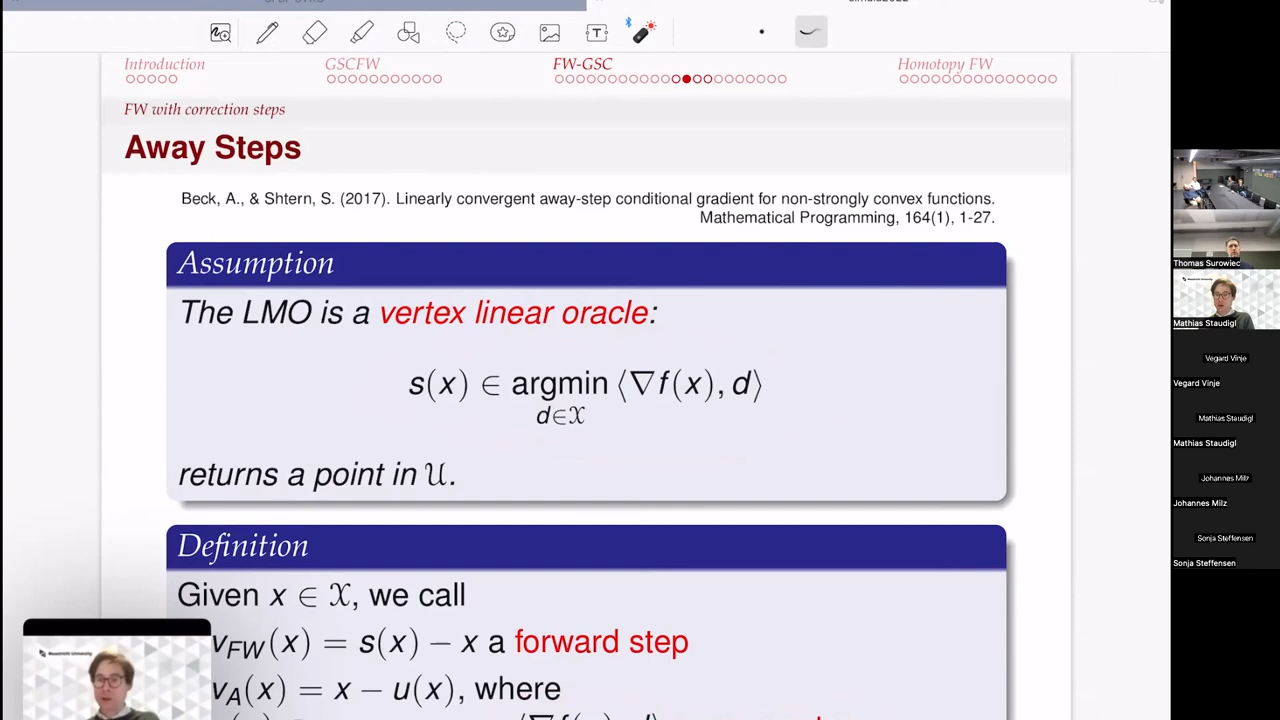 Introduction
GSCFW
FW-GSC
Homotopy FW
FW with correction steps
Away Steps
Beck, A., & Shtern, S. (2017). Linearly convergent away-step conditional gradient for non-strongly convex functions.
Mathematical Programming, 164(1), 1-27.
Assumption
The LMO is a vertex linear oracle:
s(x) ∈ argmin ⟨∇f(x), d⟩
d∈𝒳
returns a point in 𝒰.
Definition
Given x ∈ 𝒳, we call
v_FW(x) = s(x) − x a forward step
v_A(x) = x − u(x), where
Thomas Surowiec
Mathias Staudigl
Vegard Vinje
Vegard Vinje
Mathias Staudigl
Mathias Staudigl
Johannes Milz
Johannes Milz
Sonja Steffensen
Sonja Steffensen